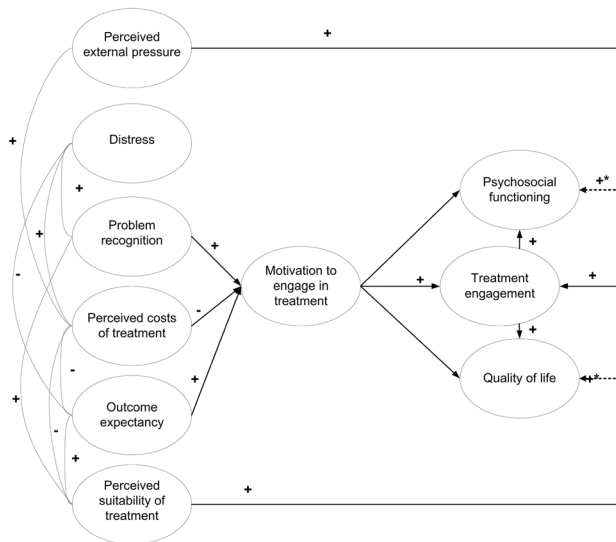 +
Perceived
external pressure
+
Distress
+
+
-
Problem
recognition
+
Perceived costs
of treatment
-
-
Outcome
expectancy
+
+
-
+
Perceived
suitability of
treatment
+
Motivation to
engage in
treatment
+
Psychosocial
functioning
+*
+
Treatment
engagement
+
Quality of life
+*